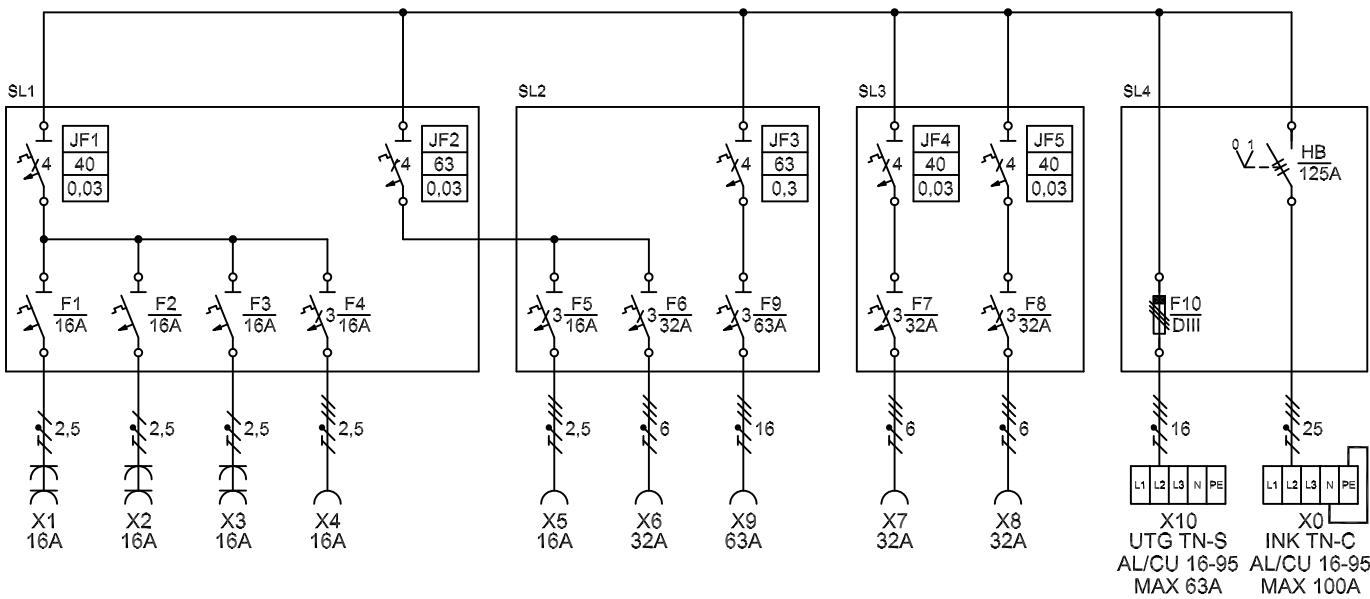 SL1
SL2
SL3
SL4
JF1
40
0,03
4
JF2
63
0,03
4
JF3
63
0,3
4
JF4
40
0,03
4
JF5
40
0,03
4
0 1
HB
125A
F1
16A
F2
16A
F3
16A
3
F4
16A
3
F5
16A
3
F6
32A
3
F9
63A
3
F7
32A
3
F8
32A
F10
DIII
2,5
2,5
2,5
2,5
2,5
6
16
6
6
16
25
L1 L2 L3 N PE
L1 L2 L3 N PE
X1
16A
X2
16A
X3
16A
X4
16A
X5
16A
X6
32A
X9
63A
X7
32A
X8
32A
X10
UTG TN-S
AL/CU 16-95
MAX 63A
X0
INK TN-C
AL/CU 16-95
MAX 100A